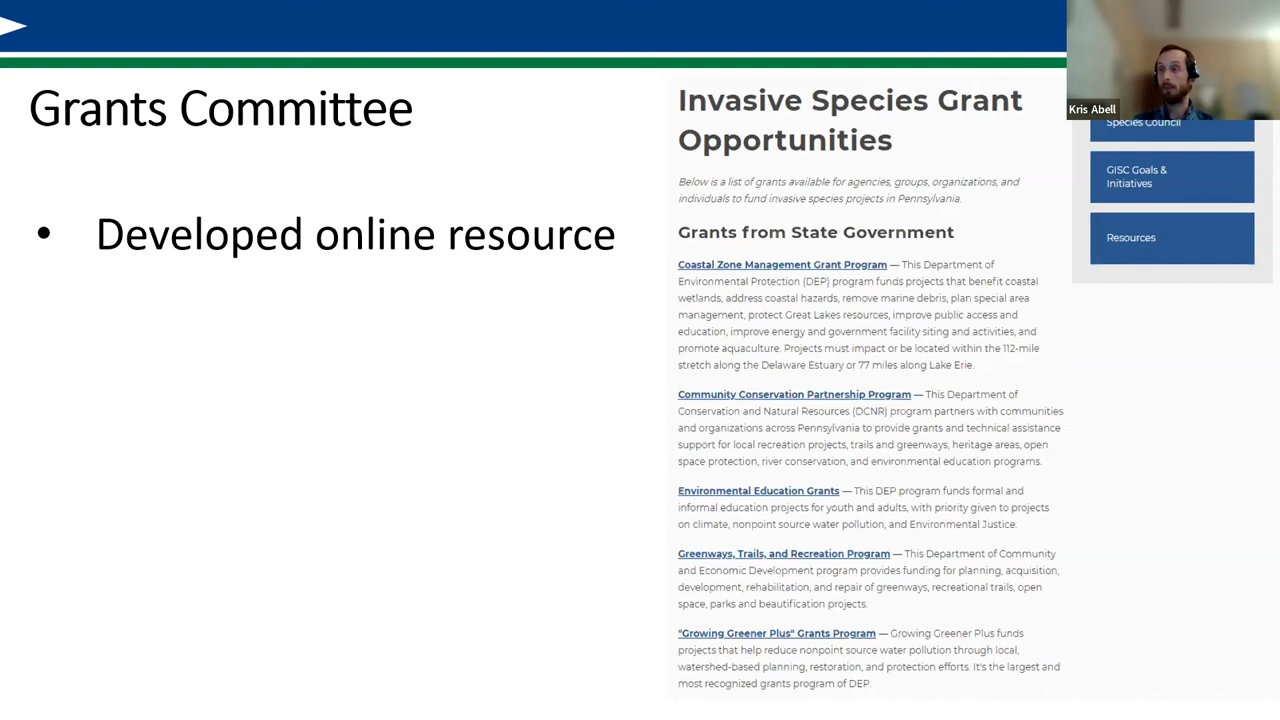 Grants Committee
• Developed online resource
Invasive Species Grant
Opportunities
Below is a list of grants available for agencies, groups, organizations, and
individuals to fund invasive species projects in Pennsylvania.
Grants from State Government
Coastal Zone Management Grant Program — This Department of
Environmental Protection (DEP) program funds projects that benefit coastal
wetlands, address coastal hazards, remove marine debris, plan special area
management, protect Great Lakes resources, improve public access and
education, improve energy and government facility siting and activities, and
promote aquaculture. Projects must impact or be located within the 112-mile
stretch along the Delaware Estuary or 77 miles along Lake Erie.
Community Conservation Partnership Program — This Department of
Conservation and Natural Resources (DCNR) program partners with communities
and organizations across Pennsylvania to provide grants and technical assistance
support for local recreation projects, trails and greenways, heritage areas, open
space protection, river conservation, and environmental education programs.
Environmental Education Grants — This DEP program funds formal and
informal education projects for youth and adults, with priority given to projects
on climate, nonpoint source water pollution, and Environmental Justice.
Greenways, Trails, and Recreation Program — This Department of Community
and Economic Development program provides funding for planning, acquisition,
development, rehabilitation, and repair of greenways, recreational trails, open
space, parks and beautification projects.
"Growing Greener Plus" Grants Program — Growing Greener Plus funds
projects that help reduce nonpoint source water pollution through local,
watershed-based planning, restoration, and protection efforts. It's the largest and
most recognized grants program of DEP.
Kris Abell
Species Council
GISC Goals &
Initiatives
Resources